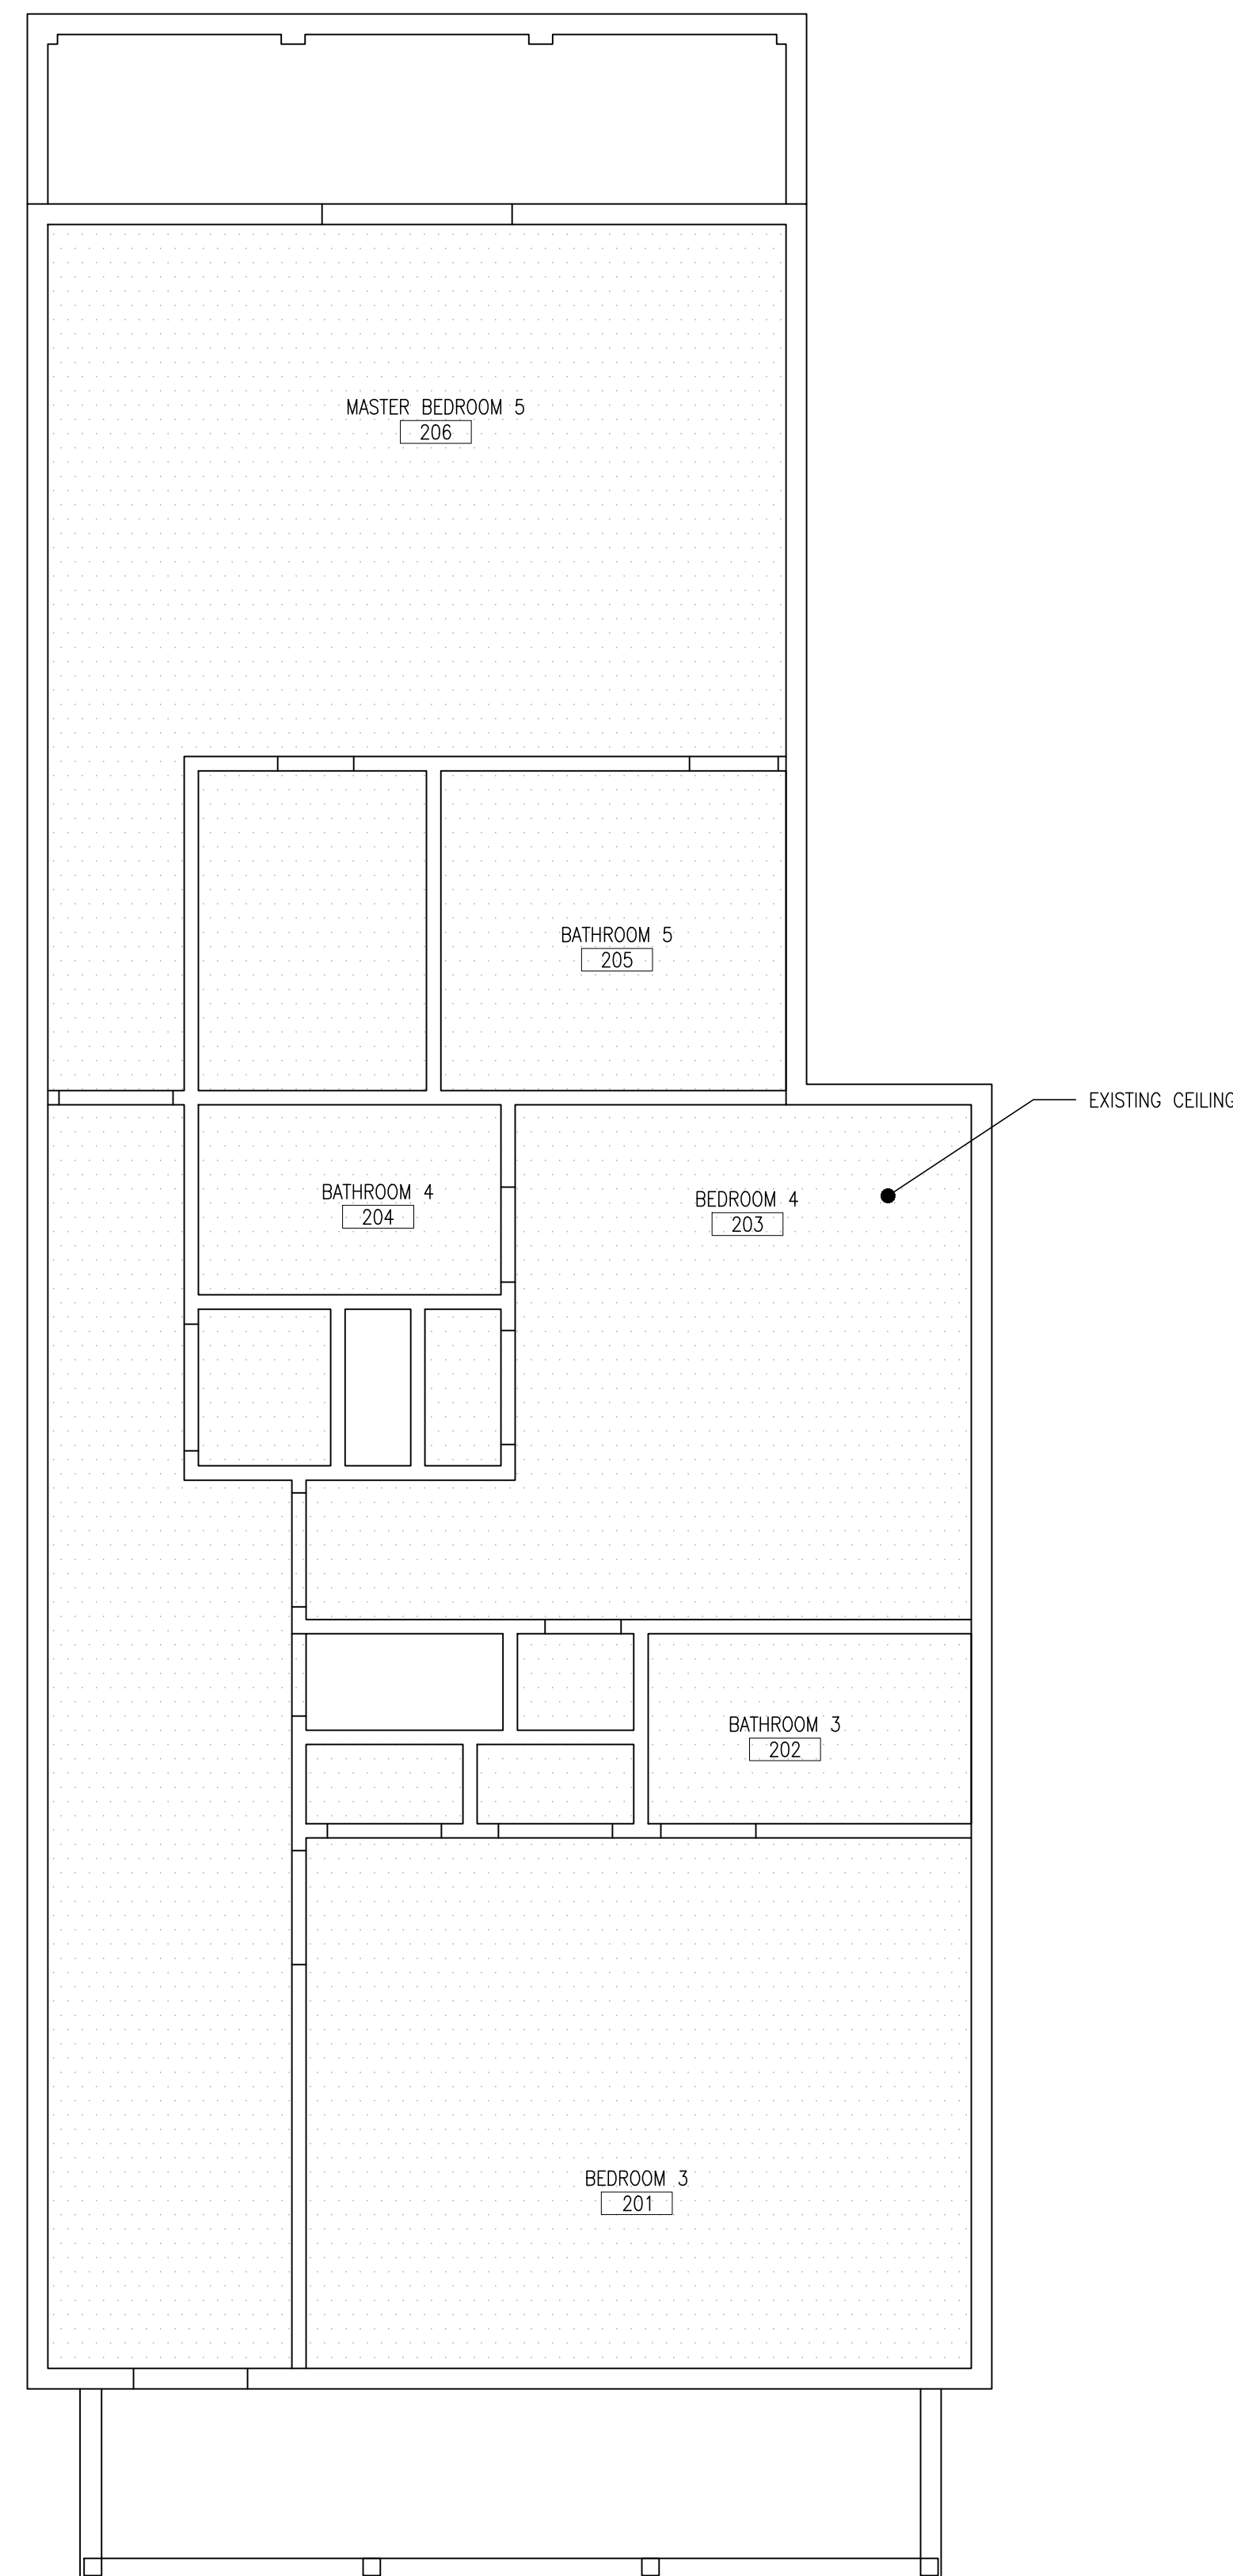 MASTER BEDROOM 5
206
BATHROOM 5
205
EXISTING CEILING
BATHROOM 4
204
BEDROOM 4
203
BATHROOM 3
202
BEDROOM 3
201